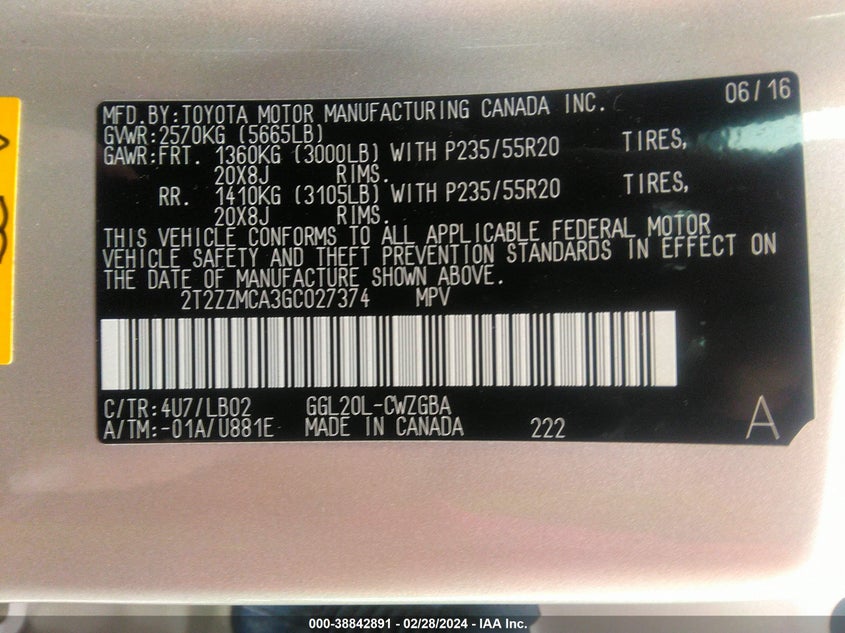 06/16
MFD.BY:TOYOTA MOTOR MANUFACTURING CANADA INC.
GVWR:2570KG (5665LB)
GAWR:FRT. 1360KG (3000LB) WITH P235/55R20 TIRES,
20X8J RIMS.
RR. 1410KG (3105LB) WITH P235/55R20 TIRES,
20X8J RIMS.
THIS VEHICLE CONFORMS TO ALL APPLICABLE FEDERAL MOTOR
VEHICLE SAFETY AND THEFT PREVENTION STANDARDS IN EFFECT ON
THE DATE OF MANUFACTURE SHOWN ABOVE.
2T2ZZMCA3GC027374 MPV
C/TR:4U7/LB02 GGL20L-CWZGBA
A/TM:-01A/U881E MADE IN CANADA 222
A
000-38842891 - 02/28/2024 - IAA Inc.